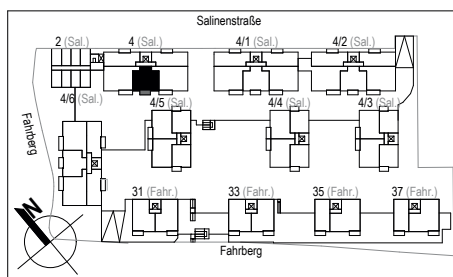 Salinenstraße
2 (Sal.) 4 (Sal.) 4/1 (Sal.) 4/2 (Sal.)
4/6 (Sal.) 4/5 (Sal.) 4/4 (Sal.) 4/3 (Sal.)
Fahrberg
31 (Fahr.) 33 (Fahr.) 35 (Fahr.) 37 (Fahr.)
N
Fahrberg